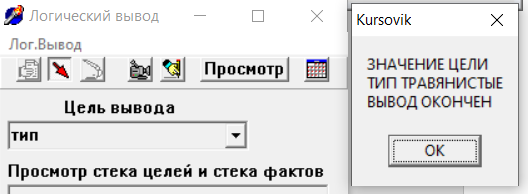 Логический вывод
Лог.Вывод
Просмотр
Цель вывода
тип
Просмотр стека целей и стека фактов
Kursovik
ЗНАЧЕНИЕ ЦЕЛИ
ТИП ТРАВЯНИСТЫЕ
ВЫВОД ОКОНЧЕН
OK